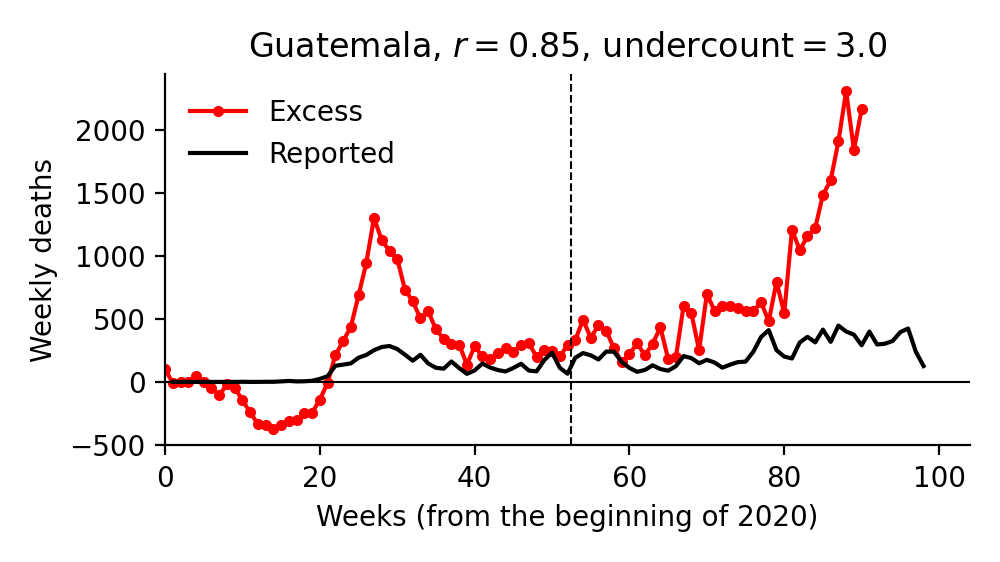 Guatemala, r = 0.85, undercount = 3.0
Excess
Reported
Weekly deaths
2000
1500
1000
500
0
−500
0 20 40 60 80 100
Weeks (from the beginning of 2020)